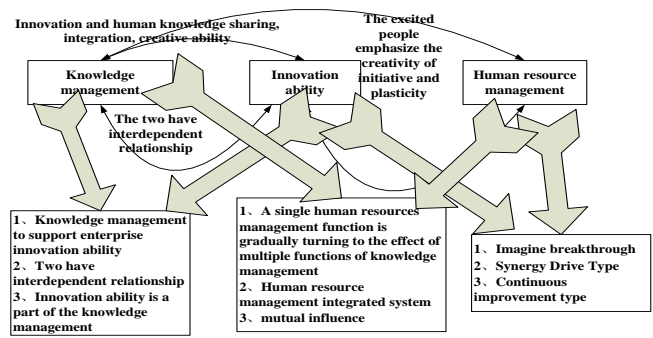 Innovation and human knowledge sharing,
integration, creative ability
The excited
people
emphasize the
creativity of
initiative and
plasticity
Knowledge
management
Innovation
ability
Human resource
management
The two have
interdependent
relationship
1、Knowledge management
to support enterprise
innovation ability
2、Two have
interdependent relationship
3、Innovation ability is a
part of the knowledge
management
1、A single human resources
management function is
gradually turning to the effect of
multiple functions of knowledge
management
2、Human resource
management integrated system
3、mutual influence
1、Imagine breakthrough
2、Synergy Drive Type
3、Continuous
improvement type